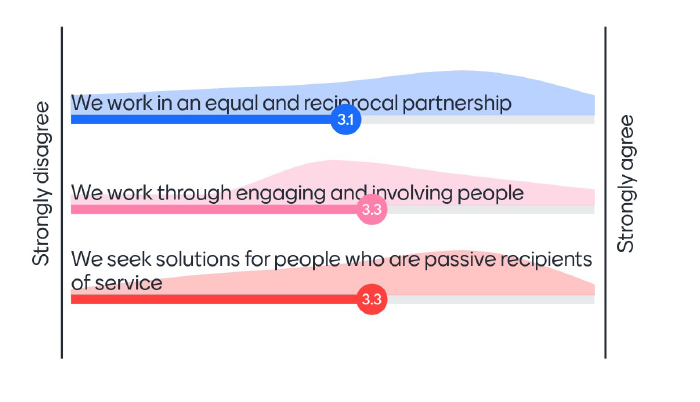 Strongly disagree
We work in an equal and reciprocal partnership
3.1
We work through engaging and involving people
3.3
We seek solutions for people who are passive recipients
of service
3.3
Strongly agree